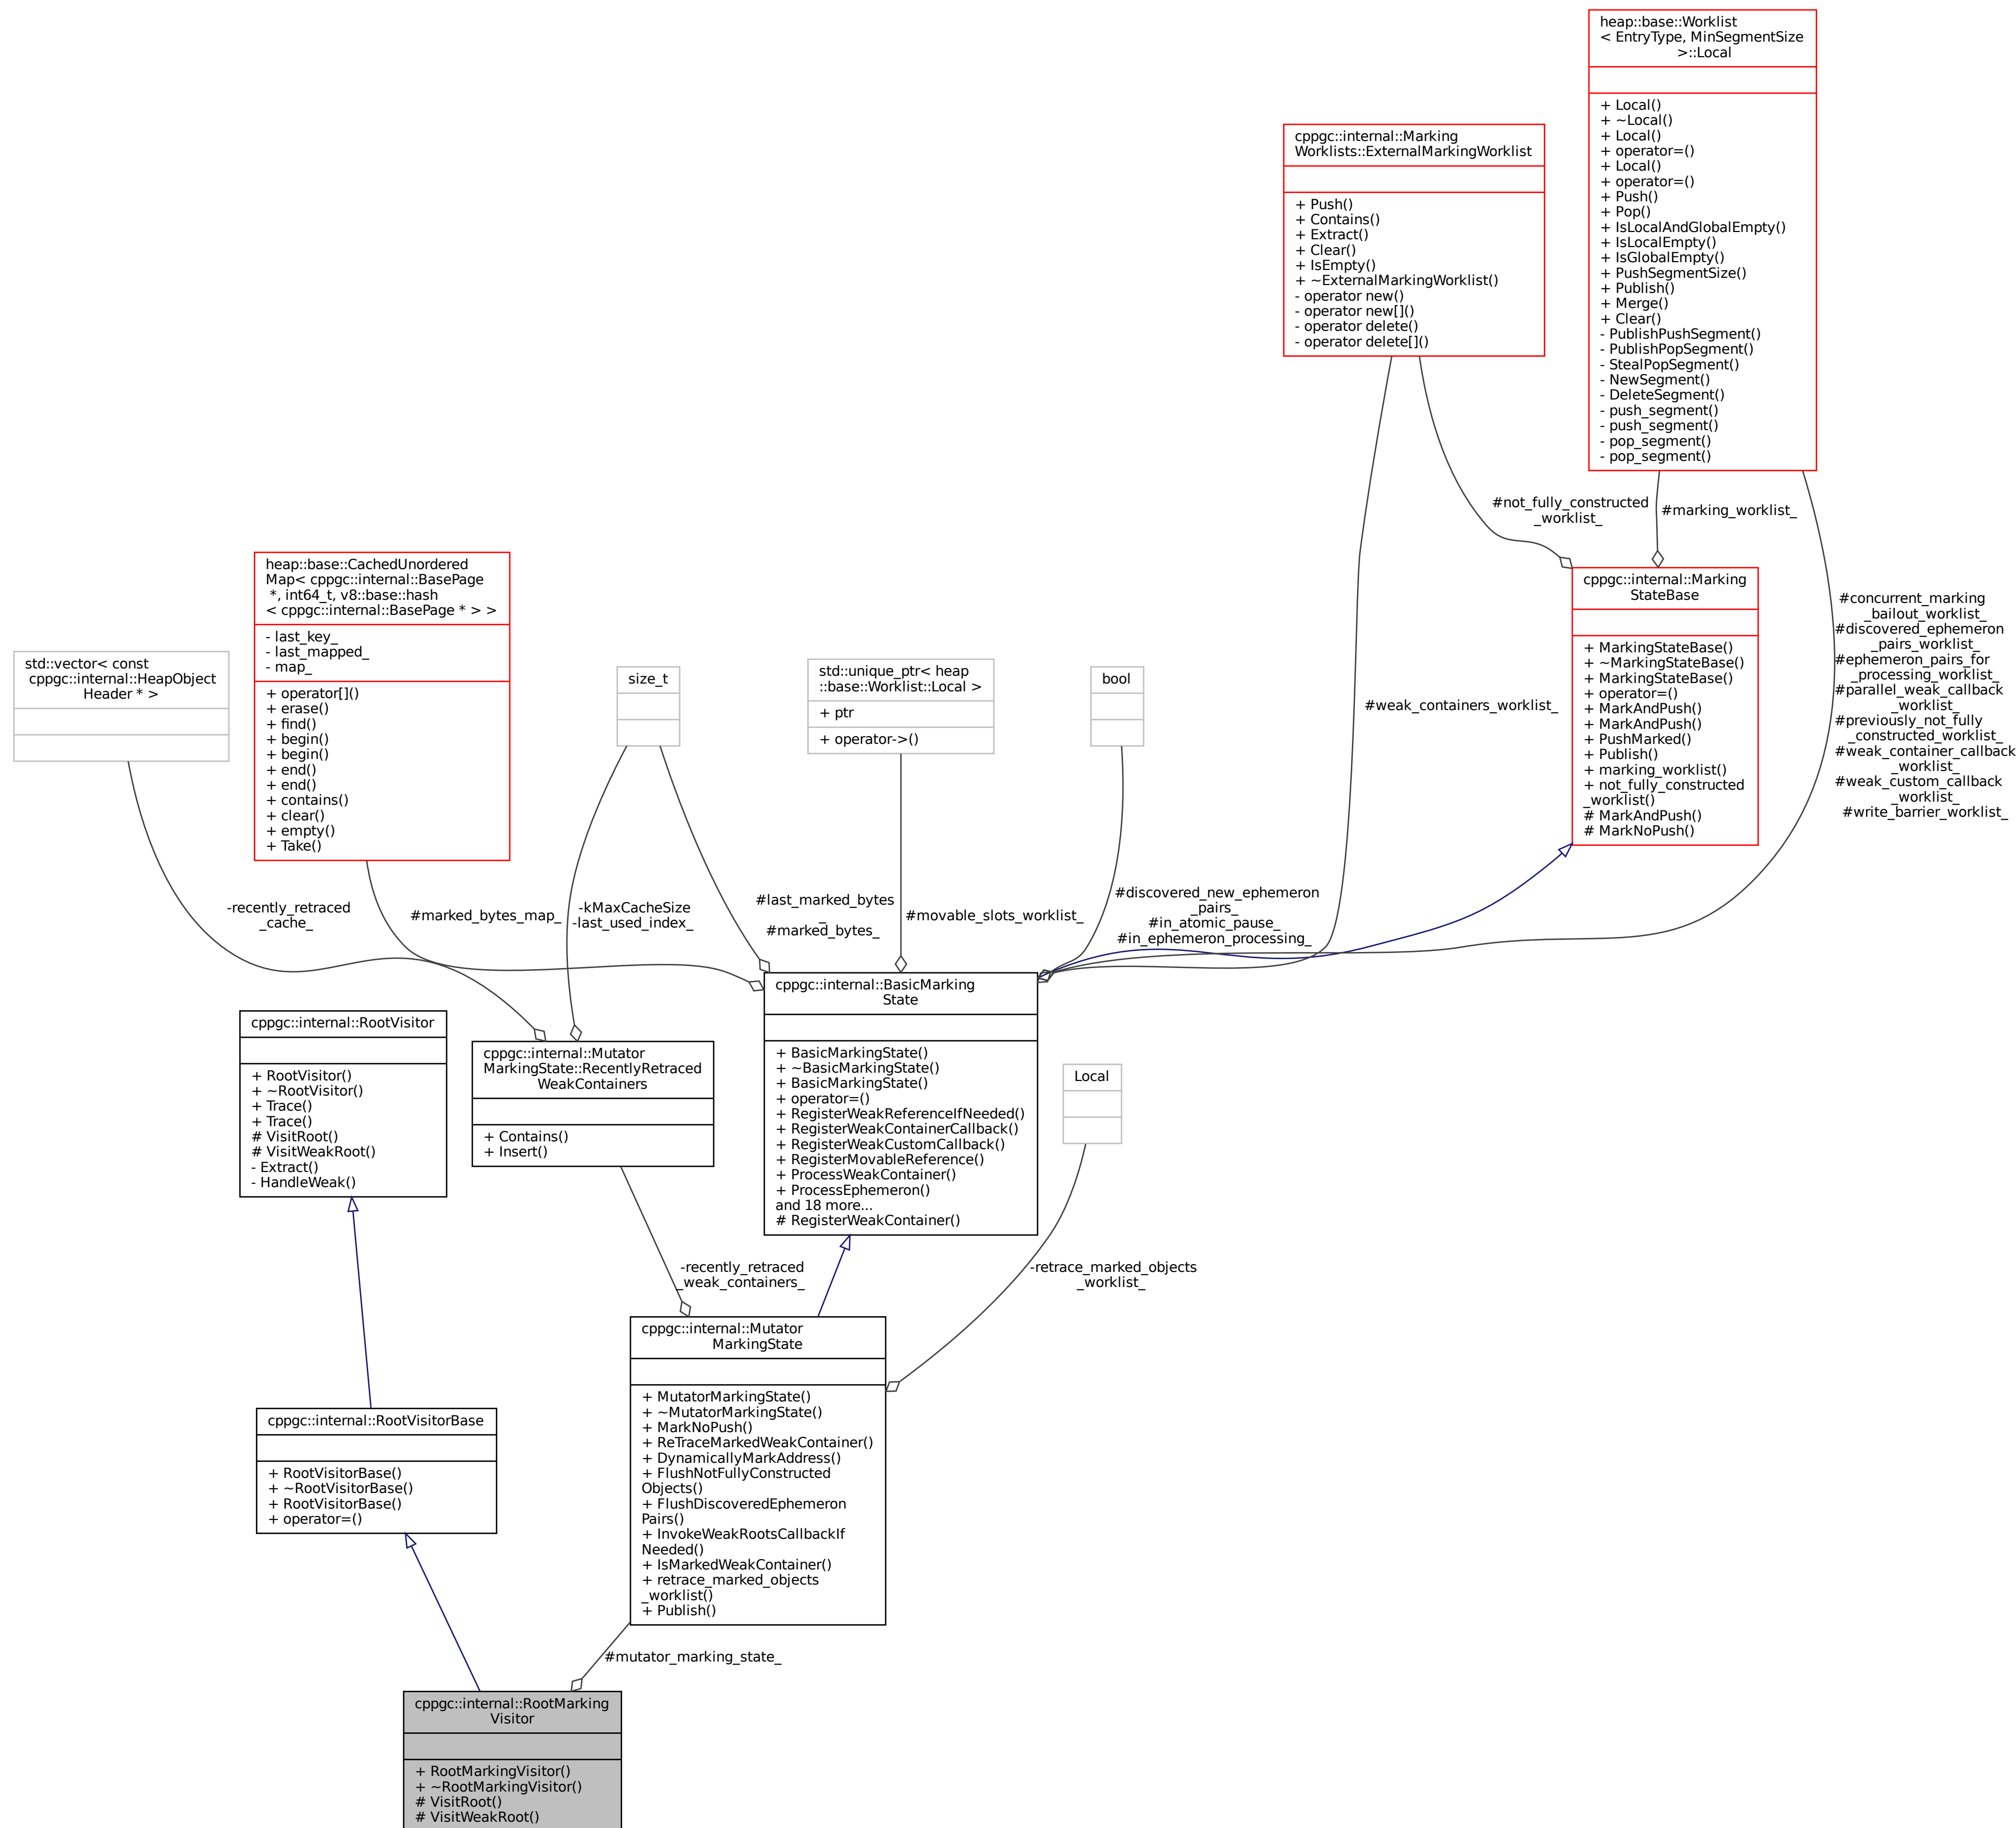 heap::base::Worklist
< EntryType, MinSegmentSize
>::Local
+ Local()
+ ~Local()
+ Local()
+ operator=()
+ Local()
+ operator=()
+ Push()
+ Pop()
+ IsLocalAndGlobalEmpty()
+ IsLocalEmpty()
+ IsGlobalEmpty()
+ PushSegmentSize()
+ Publish()
+ Merge()
+ Clear()
- PublishPushSegment()
- PublishPopSegment()
- StealPopSegment()
- NewSegment()
- DeleteSegment()
- push_segment()
- push_segment()
- pop_segment()
- pop_segment()
cppgc::internal::Marking
Worklists::ExternalMarkingWorklist
+ Push()
+ Contains()
+ Extract()
+ Clear()
+ IsEmpty()
+ ~ExternalMarkingWorklist()
- operator new()
- operator new[]()
- operator delete()
- operator delete[]()
#not_fully_constructed
_worklist_
#marking_worklist_
heap::base::CachedUnordered
Map< cppgc::internal::BasePage
*, int64_t, v8::base::hash
< cppgc::internal::BasePage * > >
- last_key_
- last_mapped_
- map_
+ operator[]()
+ erase()
+ find()
+ begin()
+ begin()
+ end()
+ end()
+ contains()
+ clear()
+ empty()
+ Take()
cppgc::internal::Marking
StateBase
+ MarkingStateBase()
+ ~MarkingStateBase()
+ MarkingStateBase()
+ operator=()
+ MarkAndPush()
+ MarkAndPush()
+ PushMarked()
+ Publish()
+ marking_worklist()
+ not_fully_constructed
_worklist()
# MarkAndPush()
# MarkNoPush()
#concurrent_marking
_bailout_worklist_
#discovered_ephemeron
_pairs_worklist_
#ephemeron_pairs_for
_processing_worklist_
#parallel_weak_callback
_worklist_
#previously_not_fully
_constructed_worklist_
#weak_container_callback
_worklist_
#weak_custom_callback
_worklist_
#write_barrier_worklist_
std::vector< const
cppgc::internal::HeapObject
Header * >
size_t
std::unique_ptr< heap
::base::Worklist::Local >
+ ptr
+ operator->()
bool
#weak_containers_worklist_
-recently_retraced
_cache_
#marked_bytes_map_
-kMaxCacheSize
-last_used_index_
#last_marked_bytes
_
#marked_bytes_
#movable_slots_worklist_
#discovered_new_ephemeron
_pairs_
#in_atomic_pause_
#in_ephemeron_processing_
cppgc::internal::BasicMarking
State
+ BasicMarkingState()
+ ~BasicMarkingState()
+ BasicMarkingState()
+ operator=()
+ RegisterWeakReferenceIfNeeded()
+ RegisterWeakContainerCallback()
+ RegisterWeakCustomCallback()
+ RegisterMovableReference()
+ ProcessWeakContainer()
+ ProcessEphemeron()
and 18 more...
# RegisterWeakContainer()
cppgc::internal::RootVisitor
+ RootVisitor()
+ ~RootVisitor()
+ Trace()
+ Trace()
# VisitRoot()
# VisitWeakRoot()
- Extract()
- HandleWeak()
cppgc::internal::Mutator
MarkingState::RecentlyRetraced
WeakContainers
+ Contains()
+ Insert()
Local
-recently_retraced
_weak_containers_
-retrace_marked_objects
_worklist_
cppgc::internal::Mutator
MarkingState
+ MutatorMarkingState()
+ ~MutatorMarkingState()
+ MarkNoPush()
+ ReTraceMarkedWeakContainer()
+ DynamicallyMarkAddress()
+ FlushNotFullyConstructed
Objects()
+ FlushDiscoveredEphemeron
Pairs()
+ InvokeWeakRootsCallbackIf
Needed()
+ IsMarkedWeakContainer()
+ retrace_marked_objects
_worklist()
+ Publish()
cppgc::internal::RootVisitorBase
+ RootVisitorBase()
+ ~RootVisitorBase()
+ RootVisitorBase()
+ operator=()
#mutator_marking_state_
cppgc::internal::RootMarking
Visitor
+ RootMarkingVisitor()
+ ~RootMarkingVisitor()
# VisitRoot()
# VisitWeakRoot()